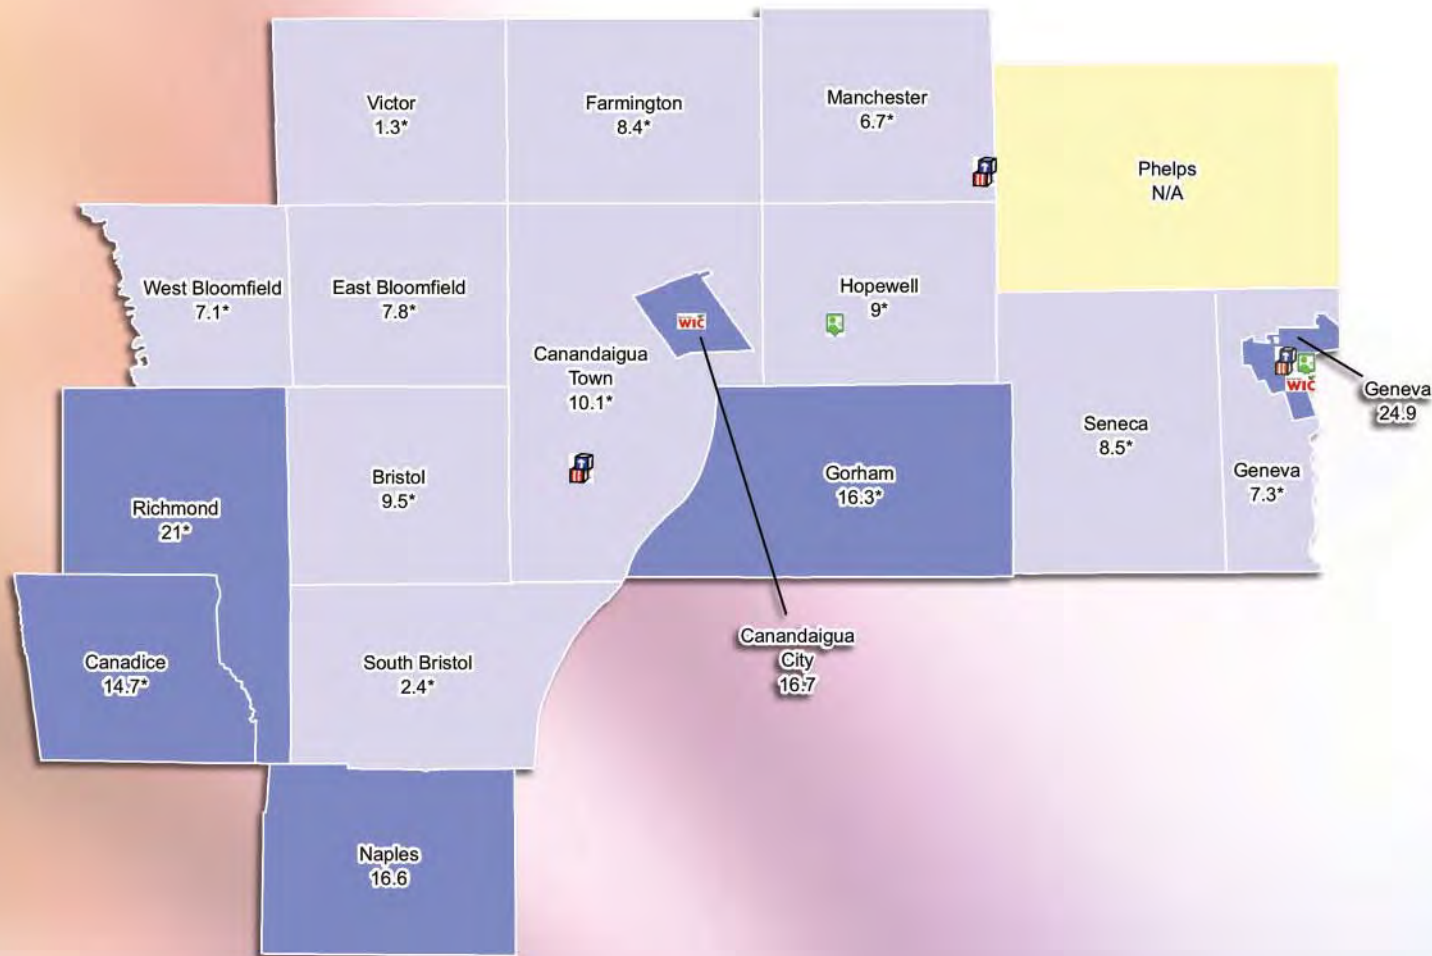 Victor
1.3*
Farmington
8.4*
Manchester
6.7*
Phelps
N/A
West Bloomfield
7.1*
East Bloomfield
7.8*
Hopewell
9*
WIC
Canandaigua
Town
10.1*
WIC
Geneva
24.9
Seneca
8.5*
Geneva
7.3*
Richmond
21*
Bristol
9.5*
Gorham
16.3*
Canandaigua
City
16.7
Canadice
14.7*
South Bristol
2.4*
Naples
16.6